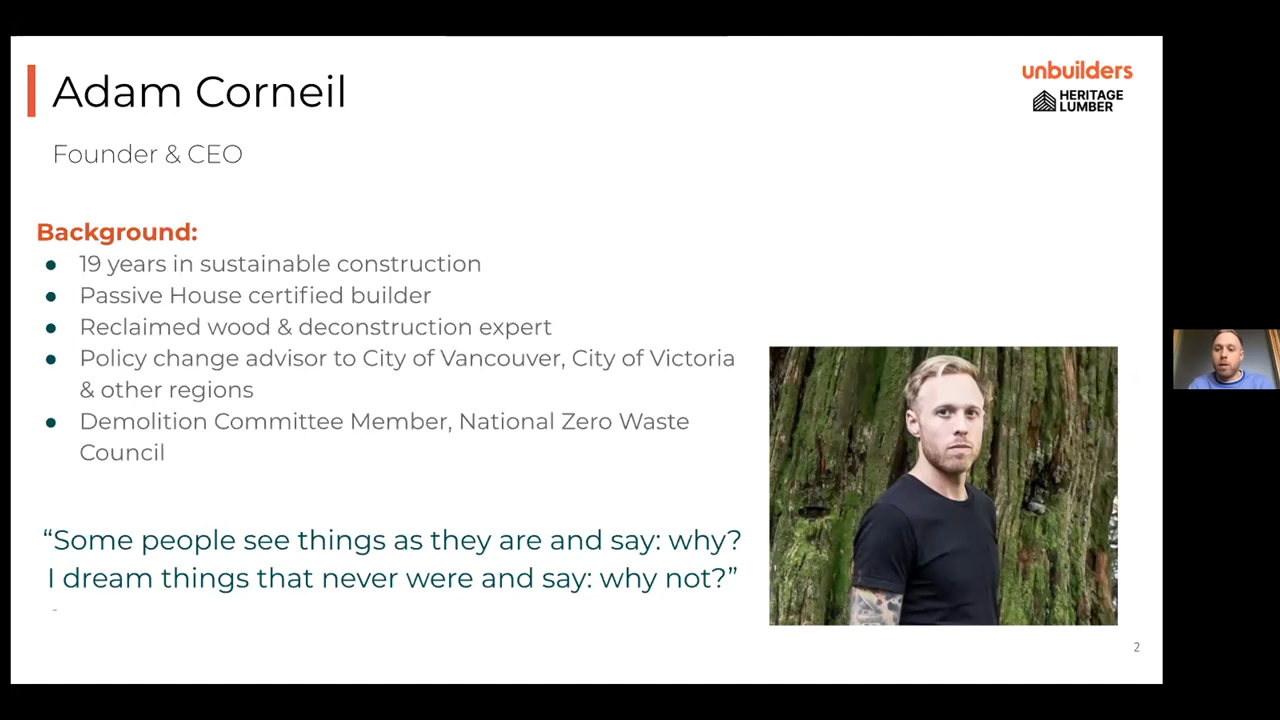 Adam Corneil
unbuilders
HERITAGE
LUMBER
Founder & CEO
Background:
● 19 years in sustainable construction
● Passive House certified builder
● Reclaimed wood & deconstruction expert
● Policy change advisor to City of Vancouver, City of Victoria
& other regions
● Demolition Committee Member, National Zero Waste
Council
“Some people see things as they are and say: why?
I dream things that never were and say: why not?”
-
2